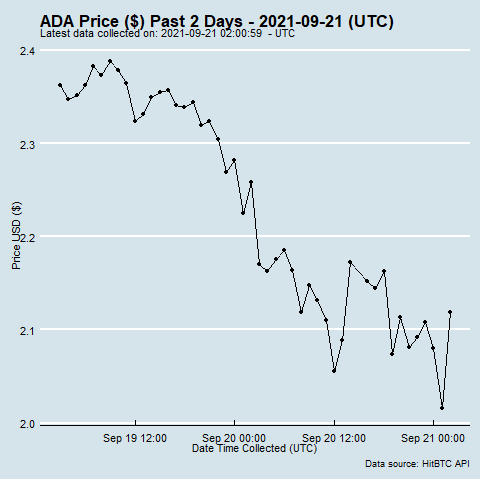 ADA Price ($) Past 2 Days - 2021-09-21 (UTC)
Latest data collected on: 2021-09-21 02:00:59  - UTC
2.4
2.3
2.2
2.1
2.0
Price USD ($)
Sep 19 12:00 Sep 20 00:00 Sep 20 12:00 Sep 21 00:00
Date Time Collected (UTC)
Data source: HitBTC API